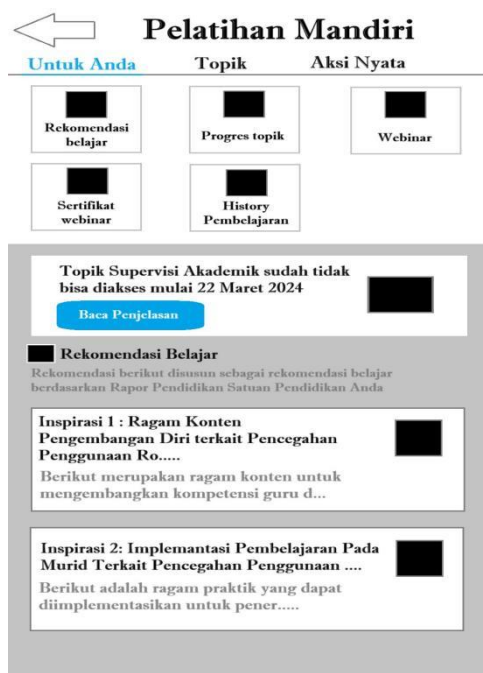 Pelatihan Mandiri
Untuk Anda Topik Aksi Nyata
Rekomendasi
belajar
Progres topik
Webinar
Sertifikat
webinar
History
Pembelajaran
Topik Supervisi Akademik sudah tidak
bisa diakses mulai 22 Maret 2024
Baca Penjelasan
Rekomendasi Belajar
Rekomendasi berikut disusun sebagai rekomendasi belajar
berdasarkan Rapor Pendidikan Satuan Pendidikan Anda
Inspirasi 1 : Ragam Konten
Pengembangan Diri terkait Pencegahan
Penggunaan Ro.....
Berikut merupakan ragam konten untuk
mengembangkan kompetensi guru d...
Inspirasi 2: Implemantasi Pembelajaran Pada
Murid Terkait Pencegahan Penggunaan ....
Berikut adalah ragam praktik yang dapat
diimplementasikan untuk pener.....